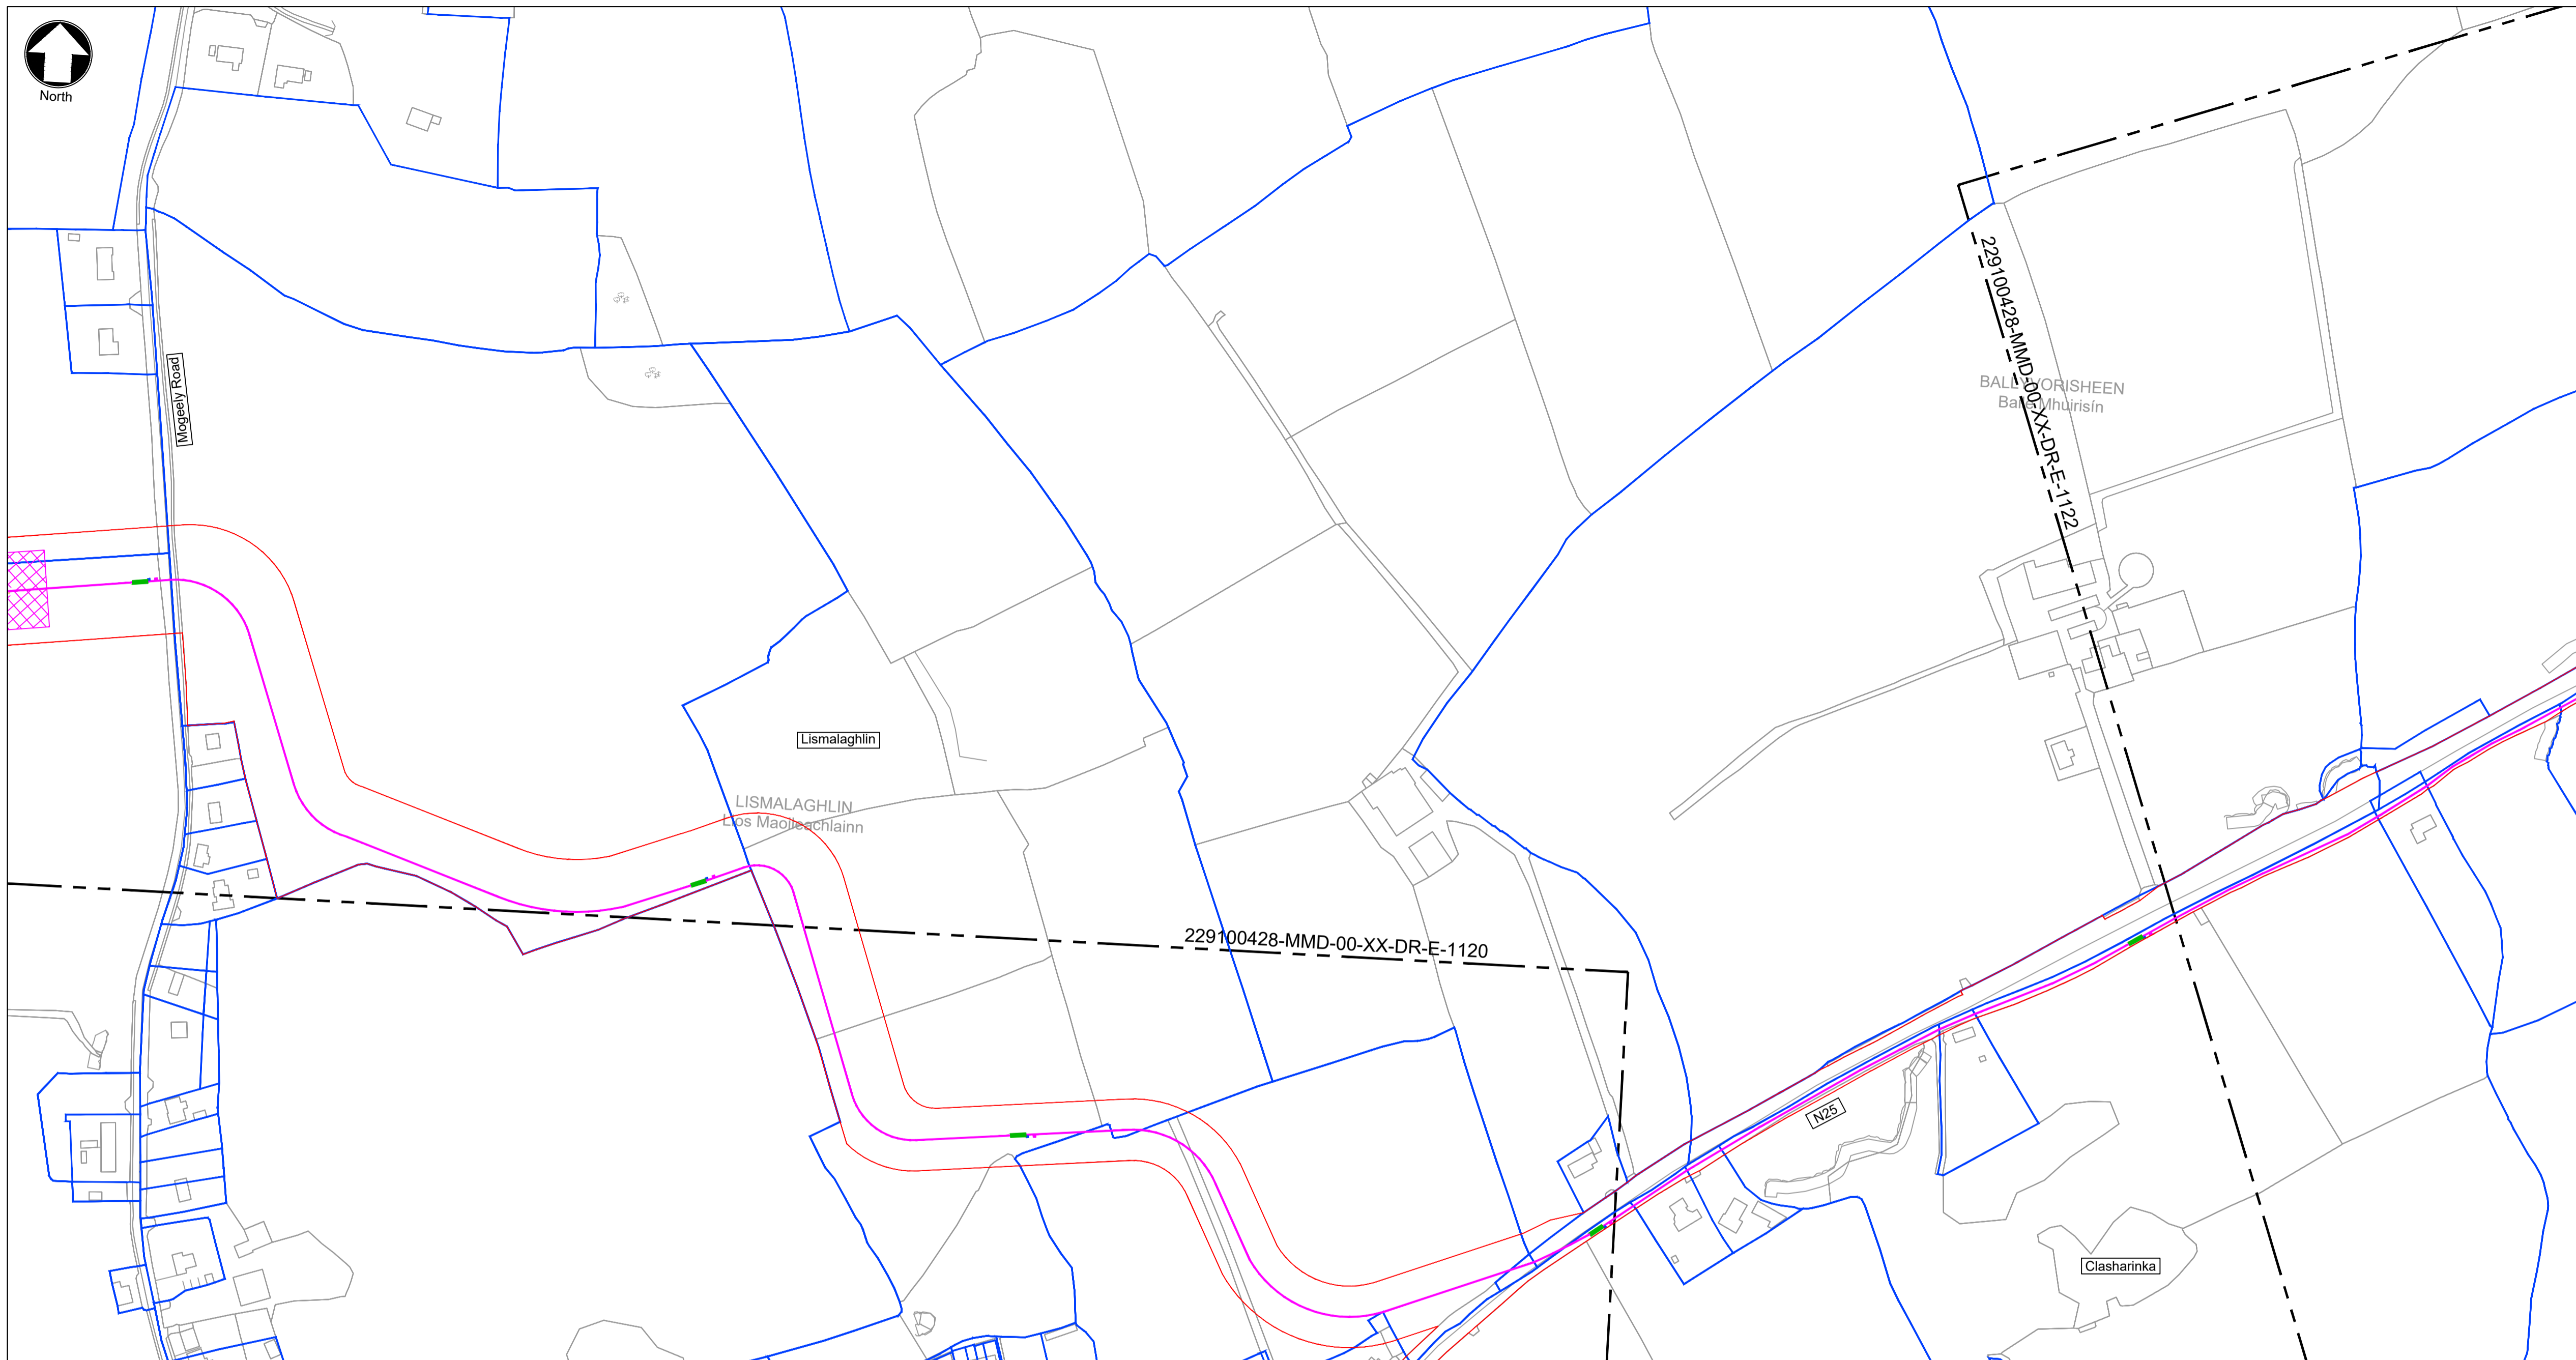 North
229100428-MMD-00-XX-DR-E-1122
Mogeely Road
BALLYVORISHEEN
Baile Mhuirisín
Lismalaghlin
LISMALAGHLIN
Lios Maoileachlainn
229100428-MMD-00-XX-DR-E-1120
N25
Clasharinka